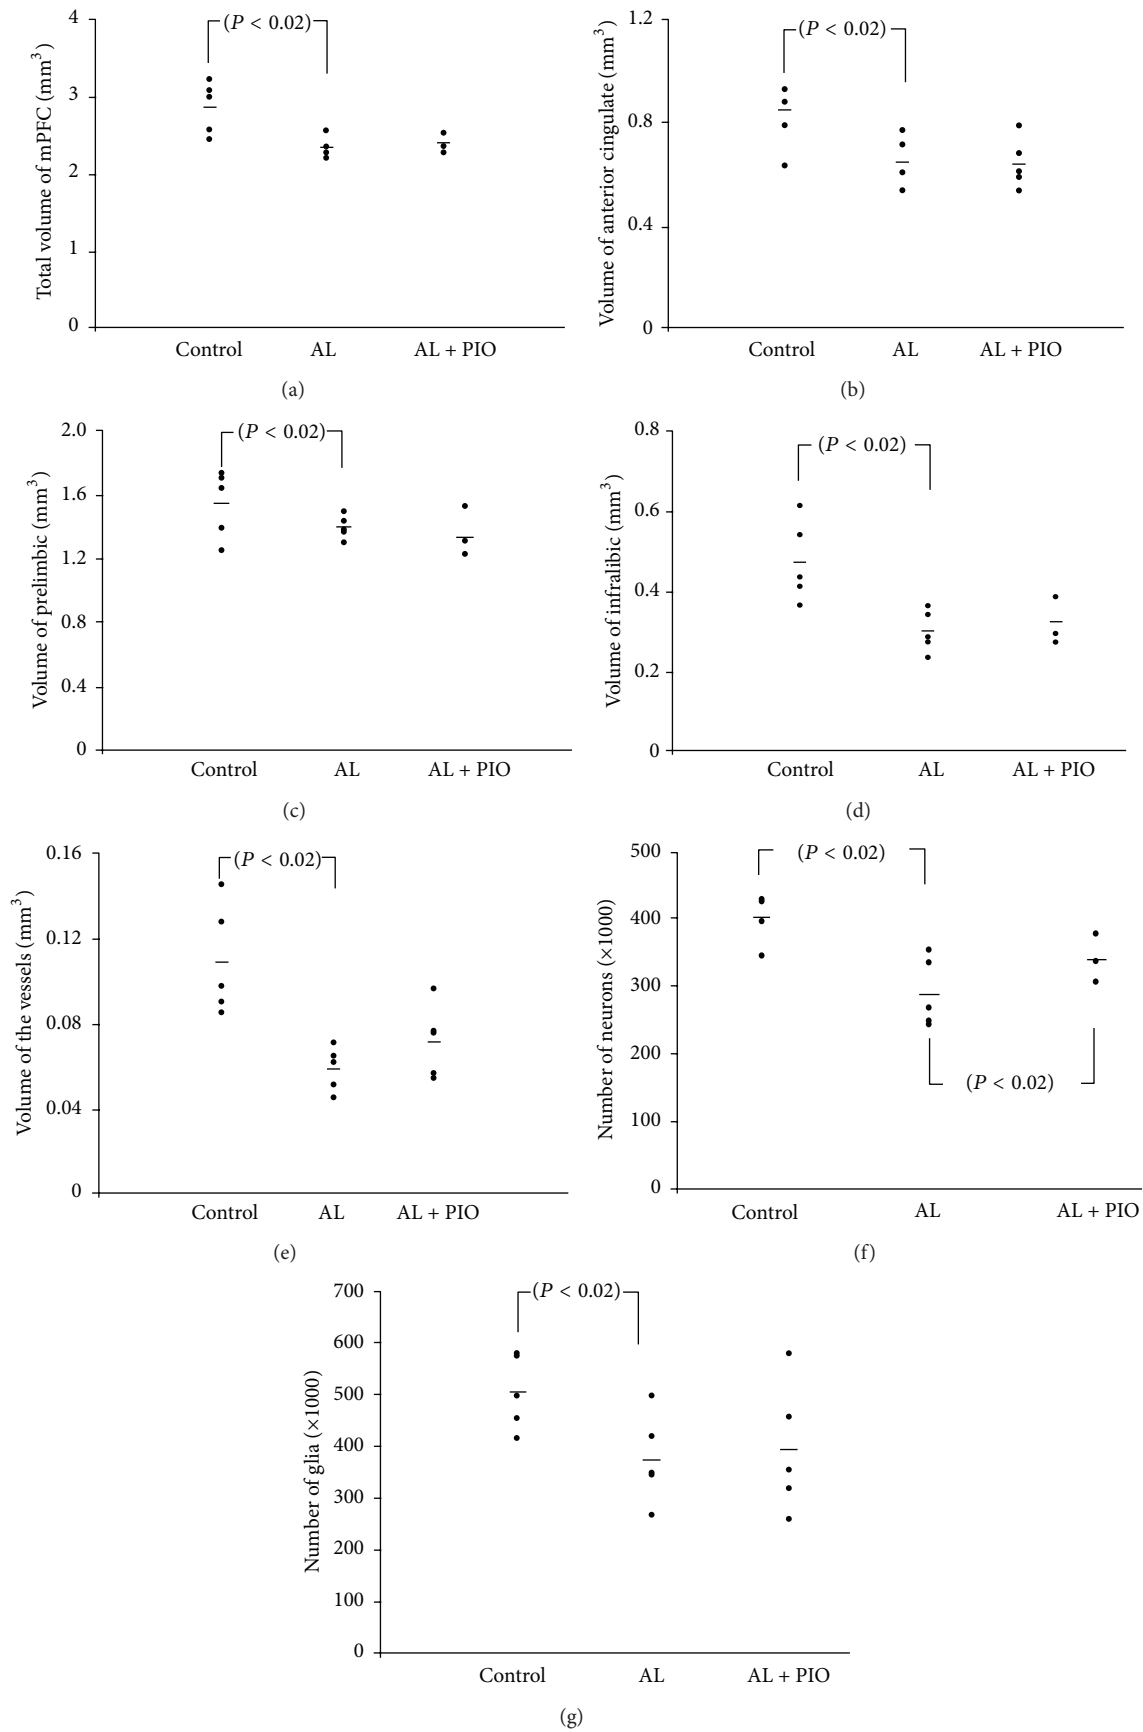 4
3
2
1
0
Total volume of mPFC (mm³)
(P < 0.02)
Control AL AL + PIO
(a)
1.2
0.8
0.4
0
Volume of anterior cingulate (mm³)
(P < 0.02)
Control AL AL + PIO
(b)
2.0
1.6
1.2
0.8
0.4
0
Volume of prelimbic (mm³)
(P < 0.02)
Control AL AL + PIO
(c)
0.8
0.6
0.4
0.2
0
Volume of infralibic (mm³)
(P < 0.02)
Control AL AL + PIO
(d)
0.16
0.12
0.08
0.04
0
Volume of the vessels (mm³)
(P < 0.02)
Control AL AL + PIO
(e)
500
400
300
200
100
0
Number of neurons (×1000)
(P < 0.02)
(P < 0.02)
Control AL AL + PIO
(f)
700
600
500
400
300
200
100
0
Number of glia (×1000)
(P < 0.02)
Control AL AL + PIO
(g)